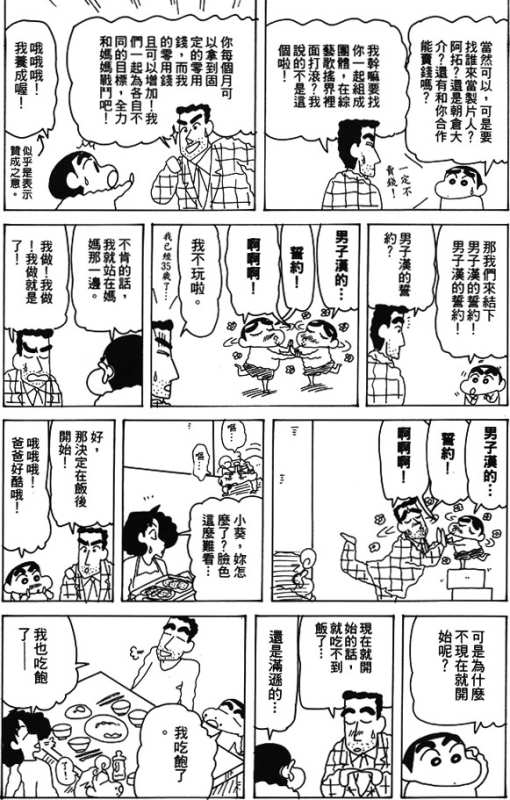 當然可以，可是要
找誰來當製片人？
阿拓？還是朝倉大
介？還有和你合作
能賣錢嗎？
一定不
賣錢！
我幹嘛要找
你一起組成
團體，在綜
藝歌搖界裡
面打滾？我
說的不是這
個啦！
你每個月可
以拿到固
定的零用
錢，而我
的零用錢
且可以增加！我
們一起為各自不
同的目標，全力
和媽媽戰鬥吧！
哦哦哦！
我養成喔！
似乎是表示
贊成之意。
那我們來結下
男子漢的誓約！
男子漢的誓約！
男子漢的誓
約？
男子漢的…
誓約！
啊啊啊！
我不玩啦。
我已經35歲了…
不肯的話，
我就站在媽
媽那一邊。
我做！我做
！我做就是
了！
男子漢的…
誓約！
啊啊啊！
嗯…
嗯…
小葵，妳怎
麼了？臉色
這麼難看…
好，
那決定在飯後
開始！
哦哦哦！
爸爸好酷哦！
可是為什麼
不現在就開
始呢？
現在就開
始的話，
就吃不到
飯了…
還是滿遜的…
我吃飽了
。
我也吃飽
了──